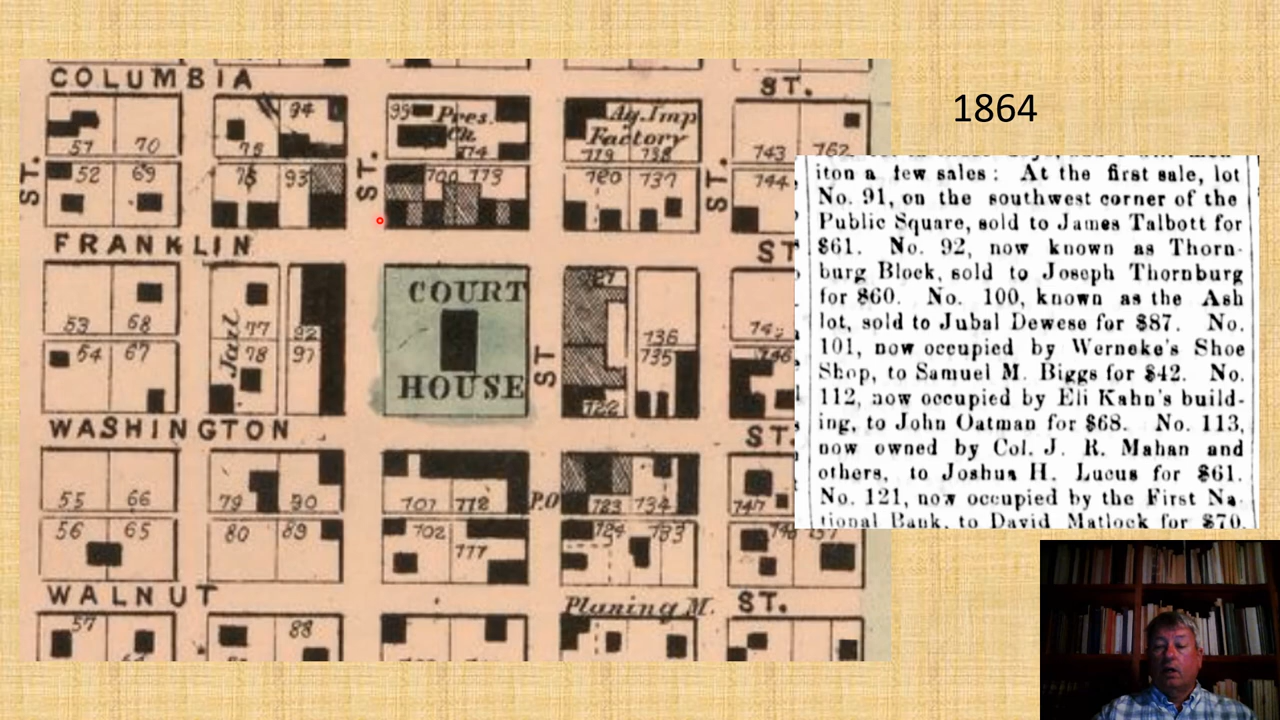 1864
COLUMBIA ST.
94 95 Pres. Ch Ag. Imp Factory
57 70 79 774 719 738 743 762
52 69 93 700 773 720 737 744
ST. ST. ST.
FRANKLIN ST
53 68 Jail 77 92 COURT HOUSE ST 736
54 67 78 735
722
WASHINGTON ST.
55 66 79 90 P.O 723 734 747
56 65 80 89 702 724 733
WALNUT ST.
Planing M.
57 88
iton a few sales: At the first sale, lot
No. 91, on the southwest corner of the
Public Square, sold to James Talbott for
$61. No. 92, now known as Thorn-
burg Block, sold to Joseph Thornburg
for $60. No. 100, known as the Ash
lot, sold to Jubal Dewese for $87. No.
101, now occupied by Werneke's Shoe
Shop, to Samuel M. Biggs for $42. No.
112, now occupied by Eli Kahn's build-
ing, to John Oatman for $68. No. 113,
now owned by Col. J. R. Mahan and
others, to Joshua H. Lucus for $61.
No. 121, now occupied by the First Na-
tional Bank, to David Matlock for $70.